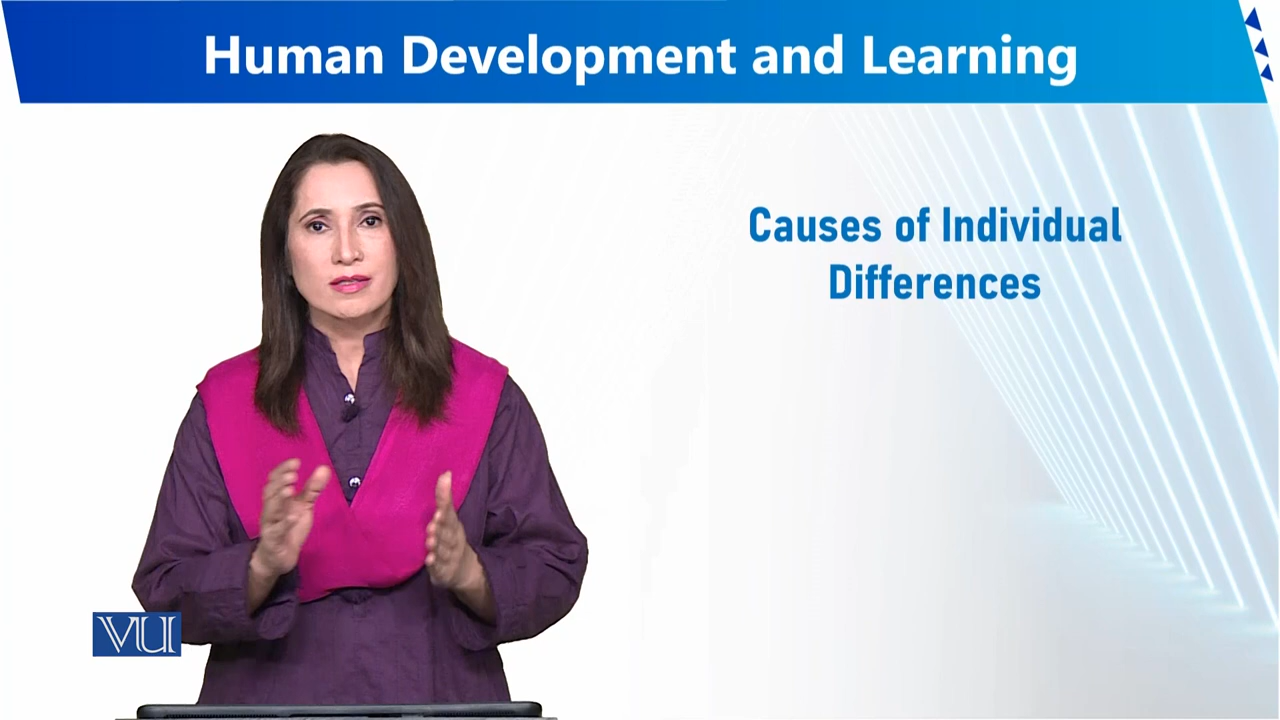 Human Development and Learning
Causes of Individual
Differences
VU